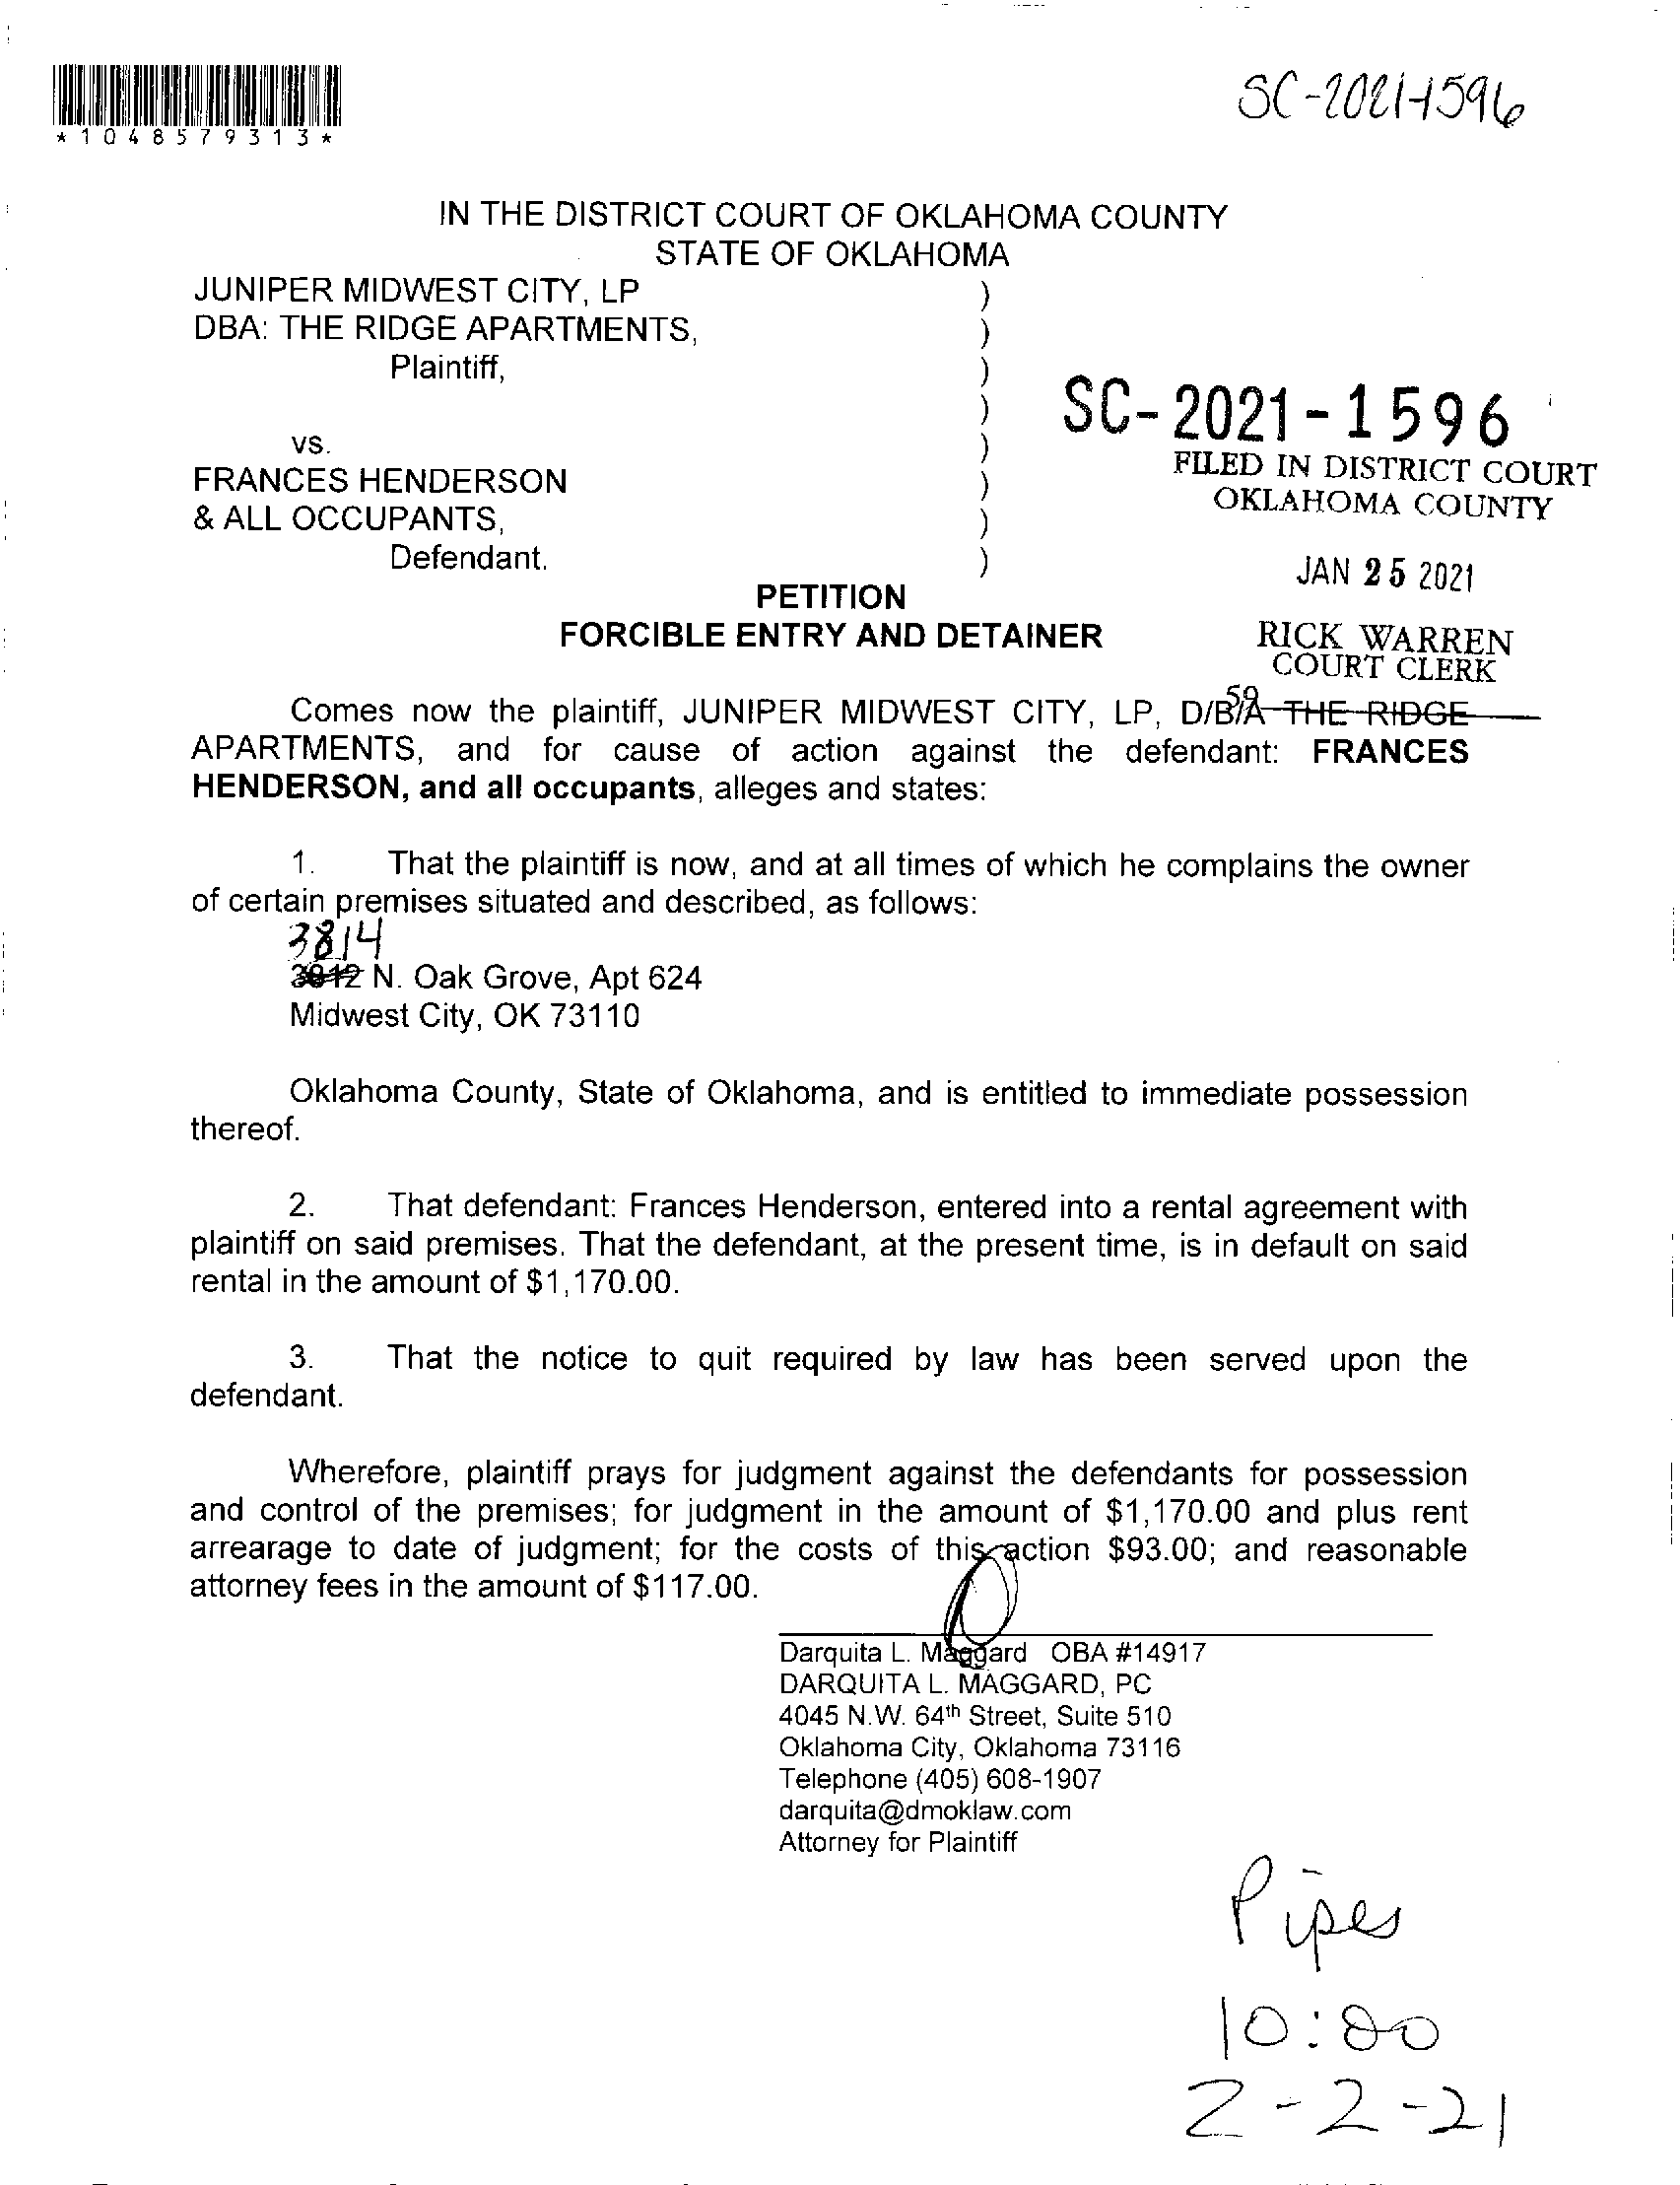 SC-2021-1596
*1048579313*
IN THE DISTRICT COURT OF OKLAHOMA COUNTY
STATE OF OKLAHOMA
JUNIPER MIDWEST CITY, LP )
DBA: THE RIDGE APARTMENTS, )
Plaintiff, )
)
vs. )
FRANCES HENDERSON )
& ALL OCCUPANTS, )
Defendant. )
SC-2021-1596
FILED IN DISTRICT COURT
OKLAHOMA COUNTY
JAN 25 2021
RICK WARREN
COURT CLERK
59
PETITION
FORCIBLE ENTRY AND DETAINER
Comes now the plaintiff, JUNIPER MIDWEST CITY, LP, D/B/A THE RIDGE
APARTMENTS, and for cause of action against the defendant: FRANCES
HENDERSON, and all occupants, alleges and states:
1. That the plaintiff is now, and at all times of which he complains the owner
of certain premises situated and described, as follows:
3814
N. Oak Grove, Apt 624
Midwest City, OK 73110
Oklahoma County, State of Oklahoma, and is entitled to immediate possession
thereof.
2. That defendant: Frances Henderson, entered into a rental agreement with
plaintiff on said premises. That the defendant, at the present time, is in default on said
rental in the amount of $1,170.00.
3. That the notice to quit required by law has been served upon the
defendant.
Wherefore, plaintiff prays for judgment against the defendants for possession
and control of the premises; for judgment in the amount of $1,170.00 and plus rent
arrearage to date of judgment; for the costs of this action $93.00; and reasonable
attorney fees in the amount of $117.00.
Darquita L. Maggard OBA #14917
DARQUITA L. MAGGARD, PC
4045 N.W. 64th Street, Suite 510
Oklahoma City, Oklahoma 73116
Telephone (405) 608-1907
darquita@dmoklaw.com
Attorney for Plaintiff
Pipes
10:00
2-2-21